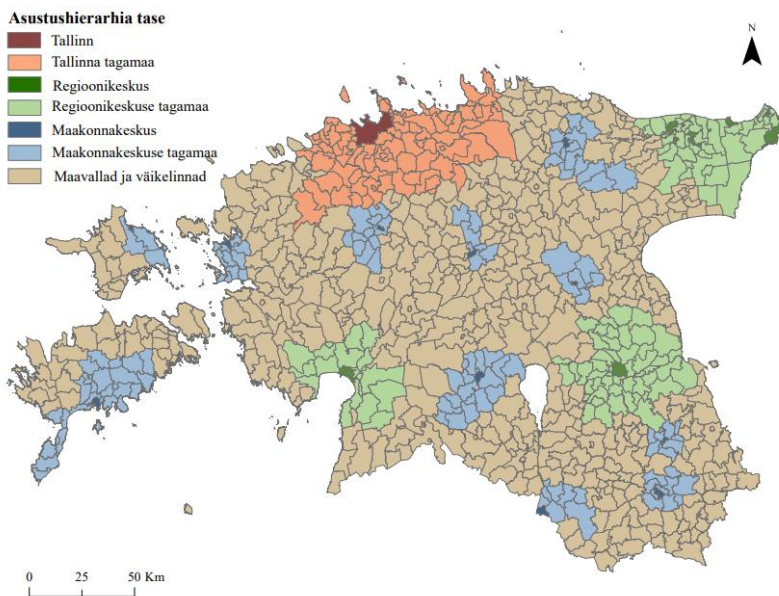 Asustushierarhia tase
Tallinn
Tallinna tagamaa
Regioonikeskus
Regioonikeskuse tagamaa
Maakonnakeskus
Maakonnakeskuse tagamaa
Maavallad ja väikelinnad
N
0 25 50 Km